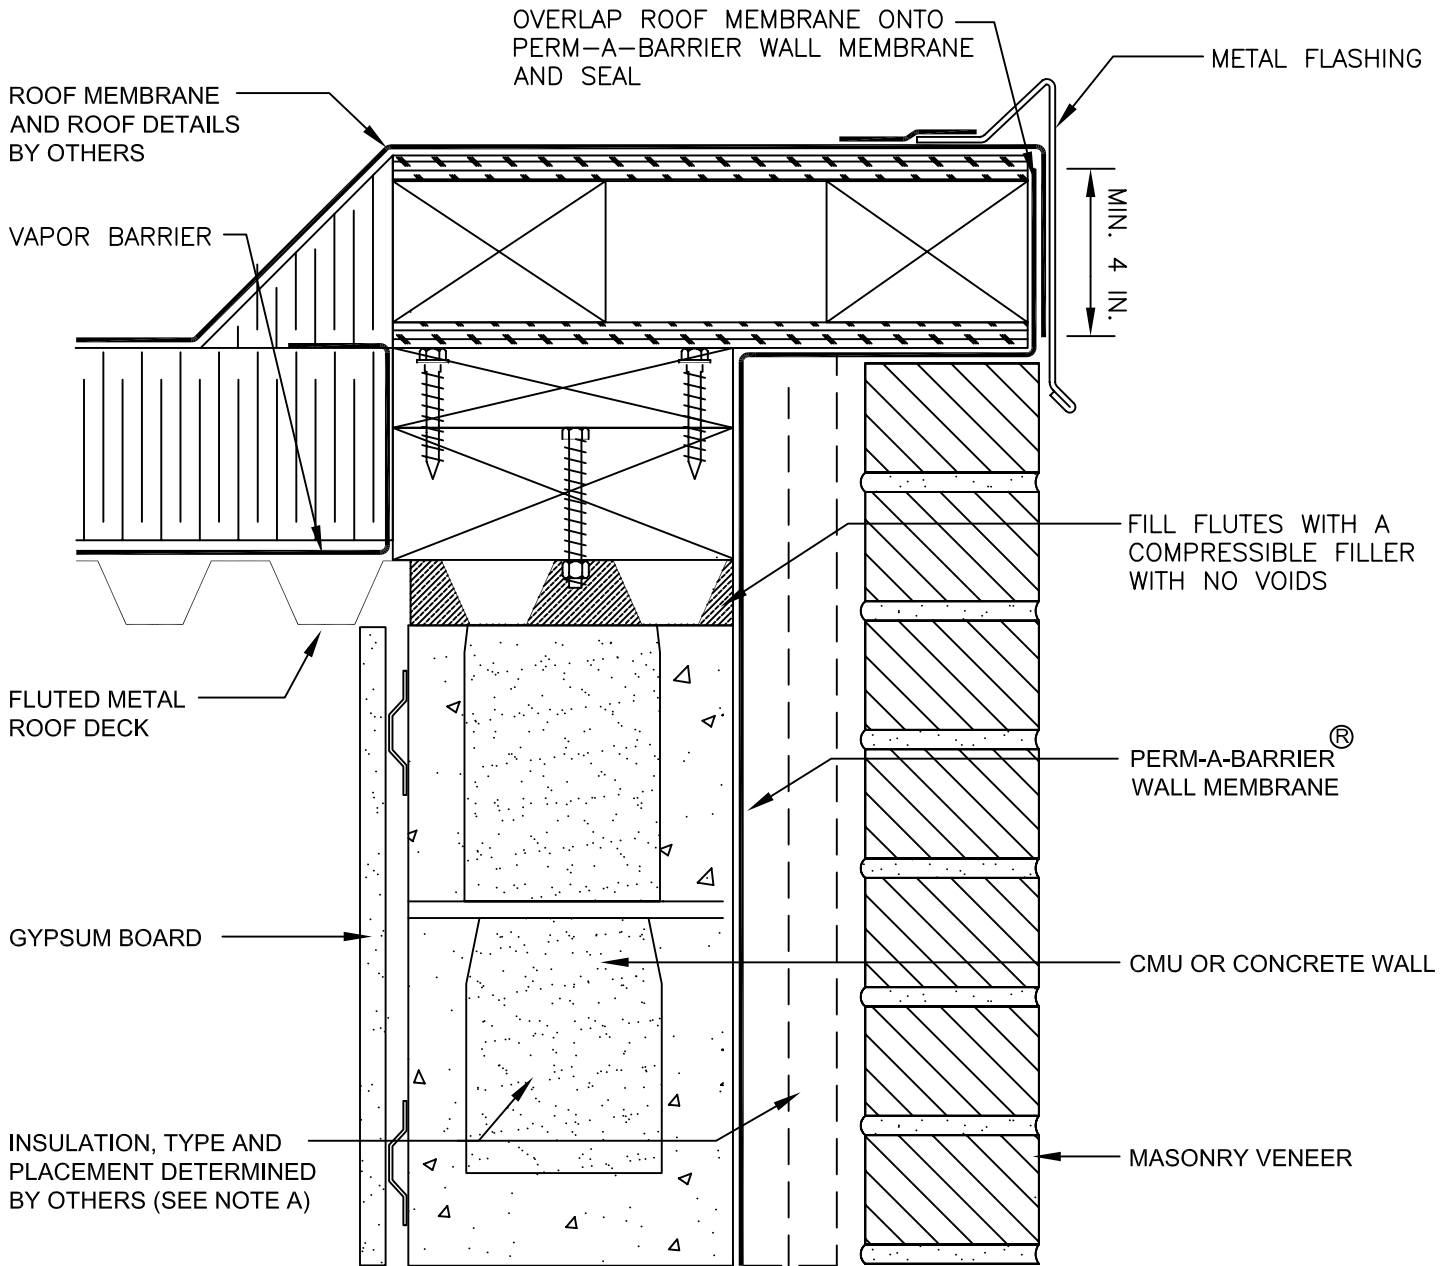 OVERLAP ROOF MEMBRANE ONTO
PERM-A-BARRIER WALL MEMBRANE
AND SEAL
METAL FLASHING
ROOF MEMBRANE
AND ROOF DETAILS
BY OTHERS
MIN. 4 IN.
VAPOR BARRIER
FILL FLUTES WITH A
COMPRESSIBLE FILLER
WITH NO VOIDS
FLUTED METAL
ROOF DECK
PERM-A-BARRIER®
WALL MEMBRANE
GYPSUM BOARD
CMU OR CONCRETE WALL
INSULATION, TYPE AND
PLACEMENT DETERMINED
BY OTHERS (SEE NOTE A)
MASONRY VENEER